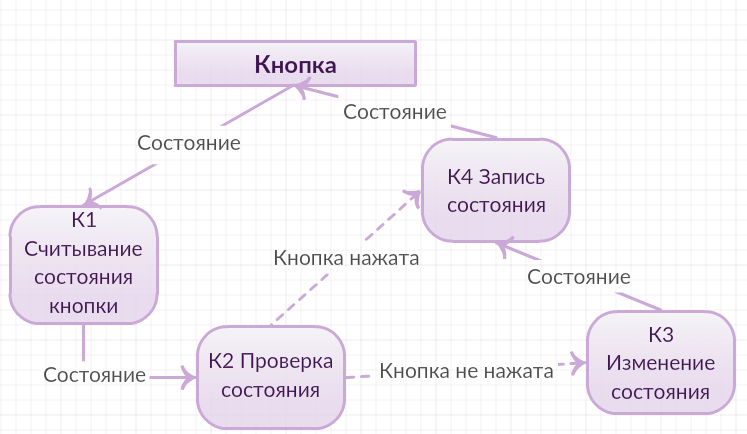 Кнопка
Состояние
Состояние
К4 Запись
состояния
К1
Считывание
состояния
кнопки
Кнопка нажата
Состояние
К3
Изменение
состояния
К2 Проверка
состояния
Состояние
Кнопка не нажата